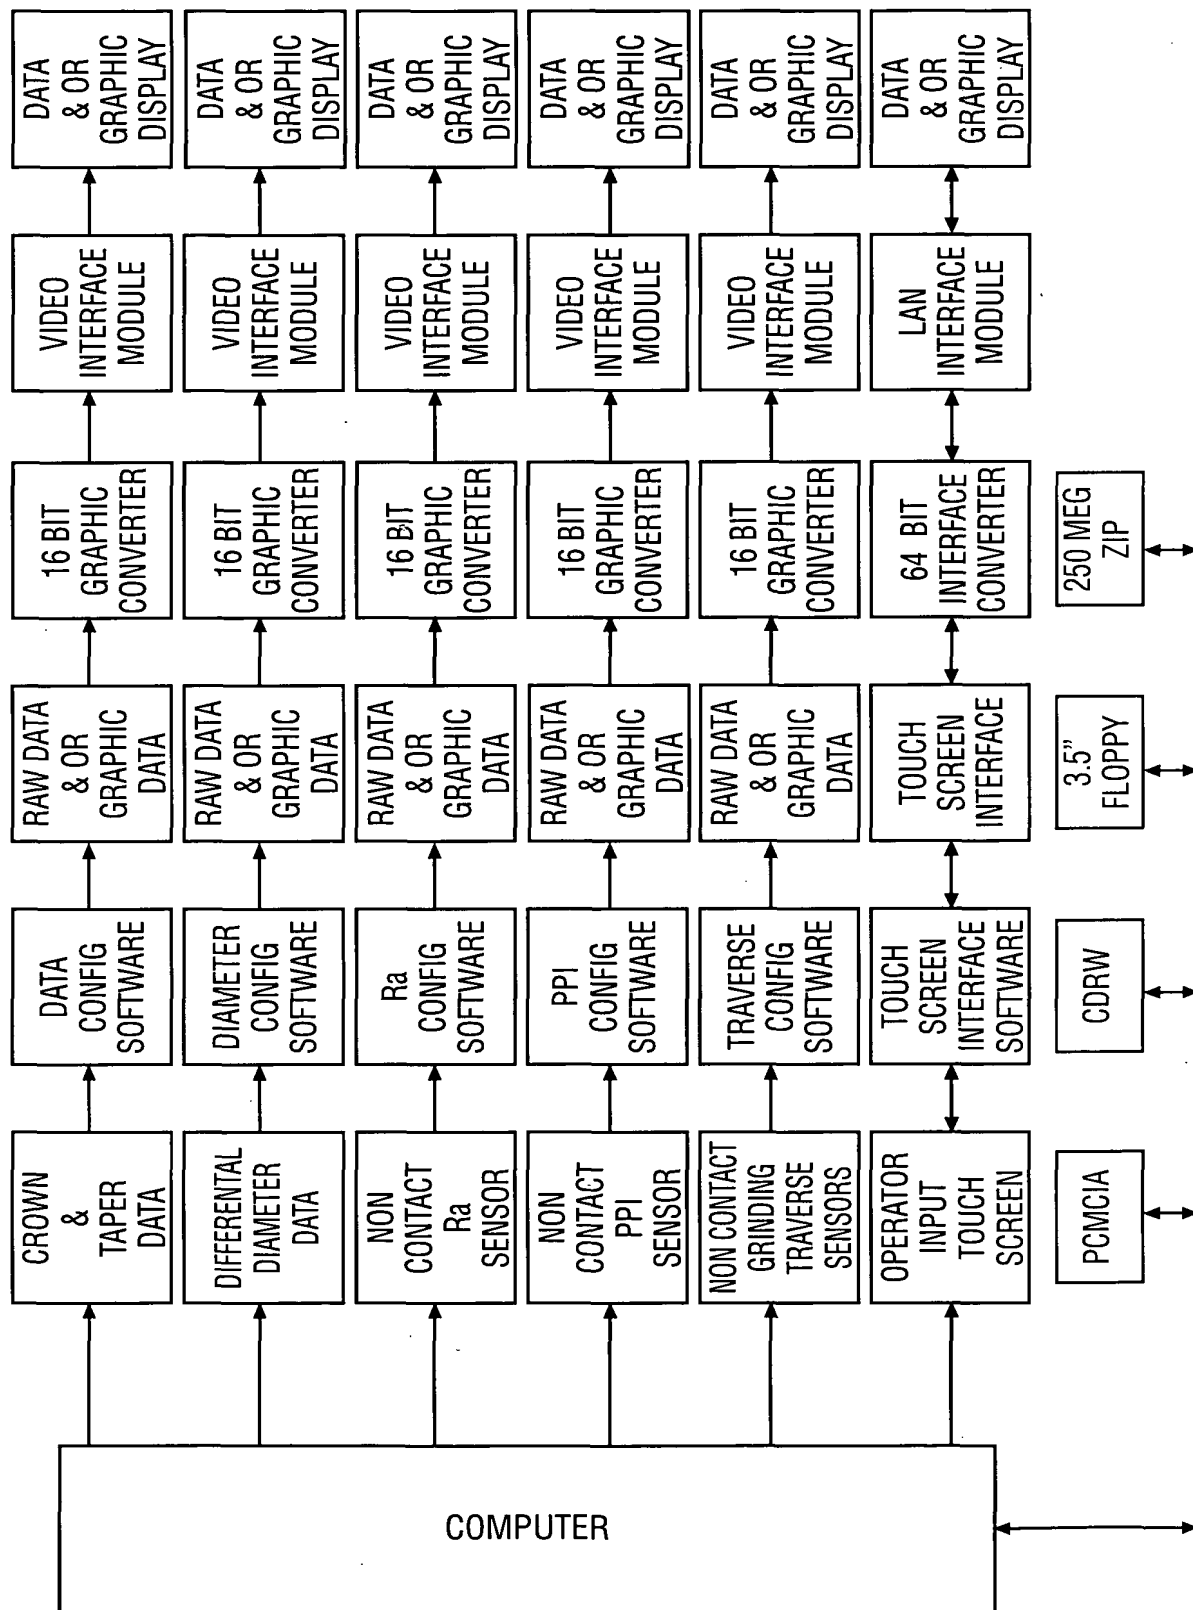 DATA
& OR
GRAPHIC
DISPLAY
DATA
& OR
GRAPHIC
DISPLAY
DATA
& OR
GRAPHIC
DISPLAY
DATA
& OR
GRAPHIC
DISPLAY
DATA
& OR
GRAPHIC
DISPLAY
DATA
& OR
GRAPHIC
DISPLAY
VIDEO
INTERFACE
MODULE
VIDEO
INTERFACE
MODULE
VIDEO
INTERFACE
MODULE
VIDEO
INTERFACE
MODULE
VIDEO
INTERFACE
MODULE
LAN
INTERFACE
MODULE
16 BIT
GRAPHIC
CONVERTER
16 BIT
GRAPHIC
CONVERTER
16 BIT
GRAPHIC
CONVERTER
16 BIT
GRAPHIC
CONVERTER
16 BIT
GRAPHIC
CONVERTER
64 BIT
INTERFACE
CONVERTER
250 MEG
ZIP
RAW DATA
& OR
GRAPHIC
DATA
RAW DATA
& OR
GRAPHIC
DATA
RAW DATA
& OR
GRAPHIC
DATA
RAW DATA
& OR
GRAPHIC
DATA
RAW DATA
& OR
GRAPHIC
DATA
TOUCH
SCREEN
INTERFACE
3.5”
FLOPPY
DATA
CONFIG
SOFTWARE
DIAMETER
CONFIG
SOFTWARE
Ra
CONFIG
SOFTWARE
PPI
CONFIG
SOFTWARE
TRAVERSE
CONFIG
SOFTWARE
TOUCH
SCREEN
INTERFACE
SOFTWARE
CDRW
CROWN
&
TAPER
DATA
DIFFERENTAL
DIAMETER
DATA
NON
CONTACT
Ra
SENSOR
NON
CONTACT
PPI
SENSOR
NON CONTACT
GRINDING
TRAVERSE
SENSORS
OPERATOR
INPUT
TOUCH
SCREEN
PCMCIA
COMPUTER